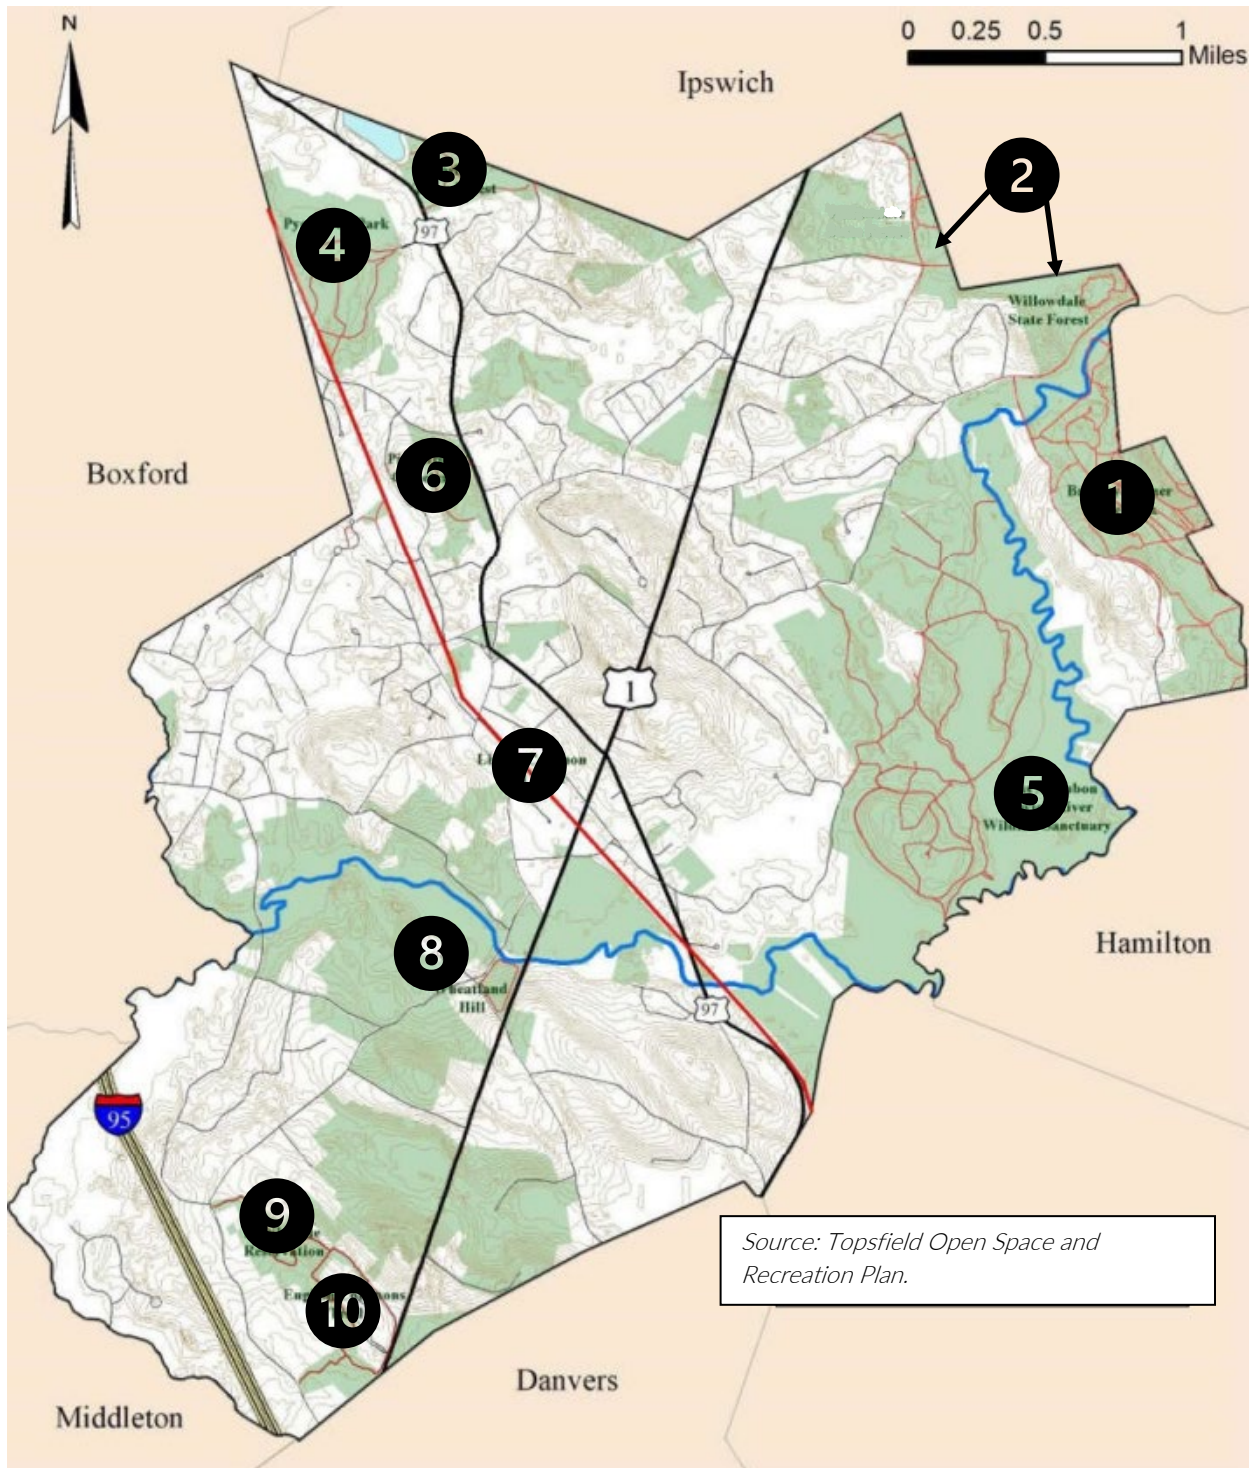 N
0 0.25 0.5 1
Miles
Ipswich
2
3
4
97
Willowdale
State Forest
Boxford
6
1
1
7
5
8
Hill
Hamilton
97
95
9
10
Source: Topsfield Open Space and
Recreation Plan.
Danvers
Middleton